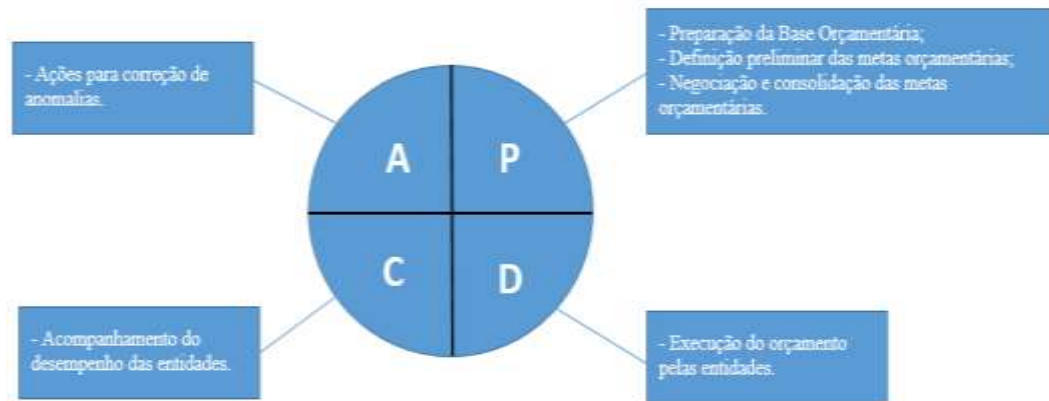 - Preparação da Base Orçamentária;
- Definição preliminar das metas orçamentárias;
- Negociação e consolidação das metas
orçamentárias.
- Ações para correção de
anomalias.
A
P
C
D
- Acompanhamento do
desempenho das entidades.
- Execução do orçamento
pelas entidades.